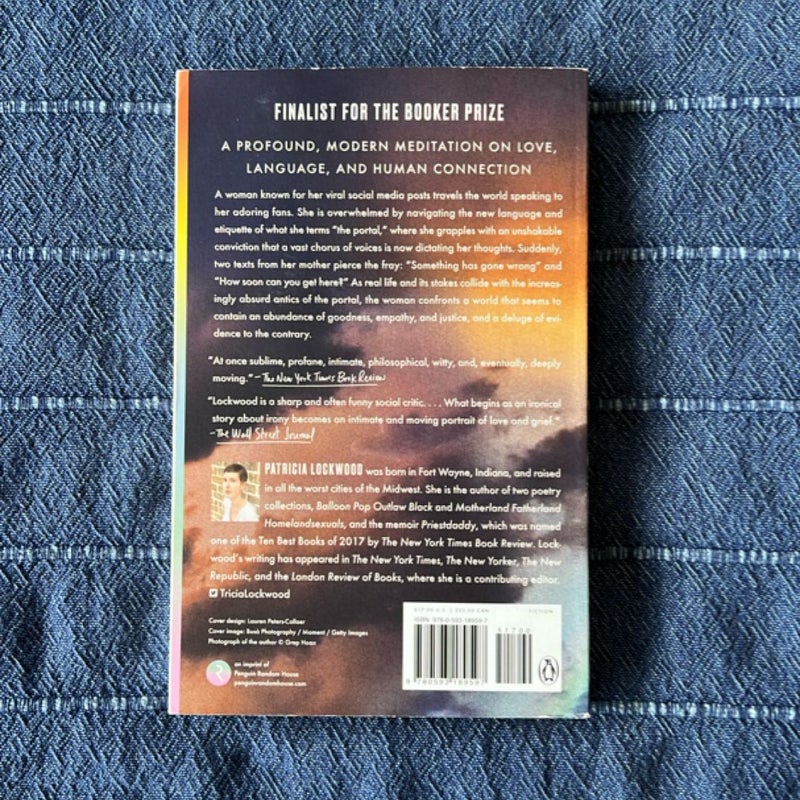 FINALIST FOR THE BOOKER PRIZE
A PROFOUND, MODERN MEDITATION ON LOVE,
LANGUAGE, AND HUMAN CONNECTION
A woman known for her viral social media posts travels the world speaking to
her adoring fans. She is overwhelmed by navigating the new language and
etiquette of what she terms “the portal,” where she grapples with an unshakable
conviction that a vast chorus of voices is now dictating her thoughts. Suddenly,
two texts from her mother pierce the fray: “Something has gone wrong” and
“How soon can you get here?” As real life and its stakes collide with the increas-
ingly absurd antics of the portal, the woman confronts a world that seems to
contain an abundance of goodness, empathy, and justice, and a deluge of evi-
dence to the contrary.
“At once sublime, profane, intimate, philosophical, witty, and, eventually, deeply
moving.” —The New York Times Book Review
“Lockwood is a sharp and often funny social critic. . . . What begins as an ironical
story about irony becomes an intimate and moving portrait of love and grief.”
—The Wall Street Journal
PATRICIA LOCKWOOD was born in Fort Wayne, Indiana, and raised
in all the worst cities of the Midwest. She is the author of two poetry
collections, Balloon Pop Outlaw Black and Motherland Fatherland
Homelandsexuals, and the memoir Priestdaddy, which was named
one of the Ten Best Books of 2017 by The New York Times Book Review. Lock-
wood’s writing has appeared in The New York Times, The New Yorker, The New
Republic, and the London Review of Books, where she is a contributing editor.
TriciaLockwood
Cover design: Lauren Peters-Collaer
Cover image: Book Photography / Moment / Getty Images
Photograph of the author © Grep Hoax
R
an imprint of
Penguin Random House
penguinrandomhouse.com
FICTION
ISBN 978-0-593-18959-7
51700
9 780593 189597